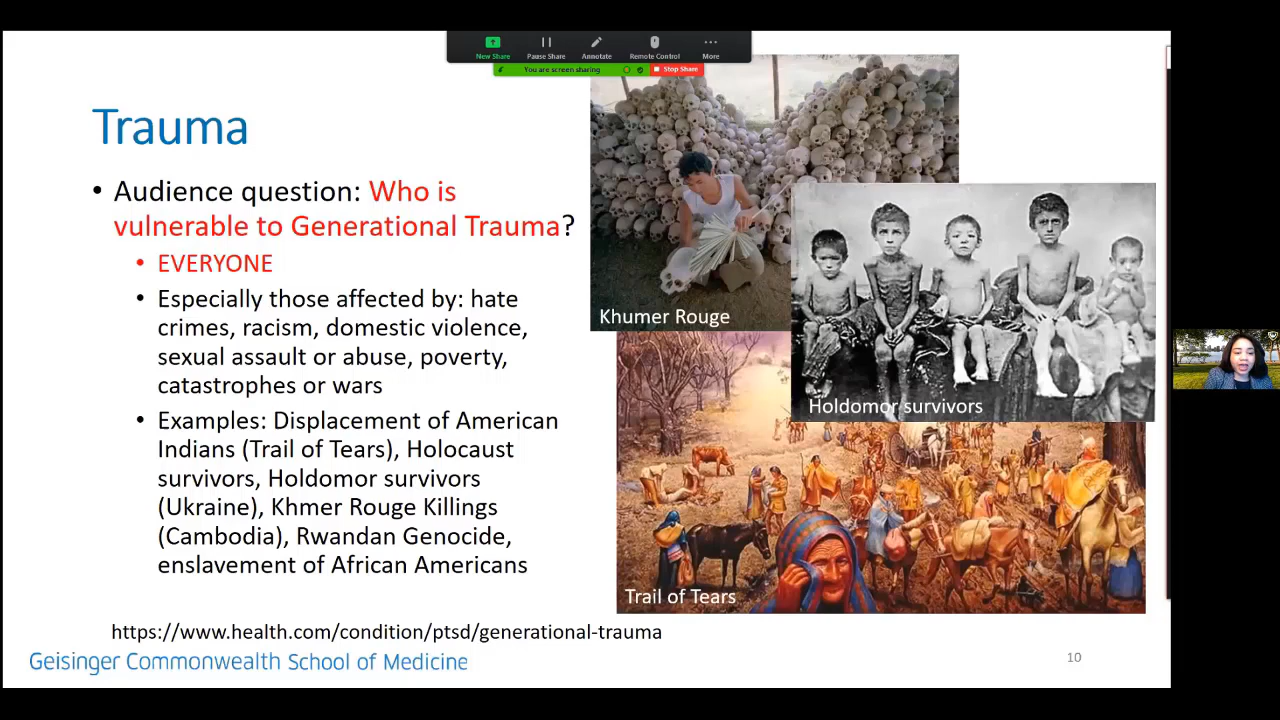 New Share
Pause Share
Annotate
Remote Control
More
You are screen sharing
Stop Share
Trauma
• Audience question: Who is
vulnerable to Generational Trauma?
• EVERYONE
• Especially those affected by: hate
crimes, racism, domestic violence,
sexual assault or abuse, poverty,
catastrophes or wars
• Examples: Displacement of American
Indians (Trail of Tears), Holocaust
survivors, Holdomor survivors
(Ukraine), Khmer Rouge Killings
(Cambodia), Rwandan Genocide,
enslavement of African Americans
Khumer Rouge
Holdomor survivors
Trail of Tears
https://www.health.com/condition/ptsd/generational-trauma
Geisinger Commonwealth School of Medicine
10